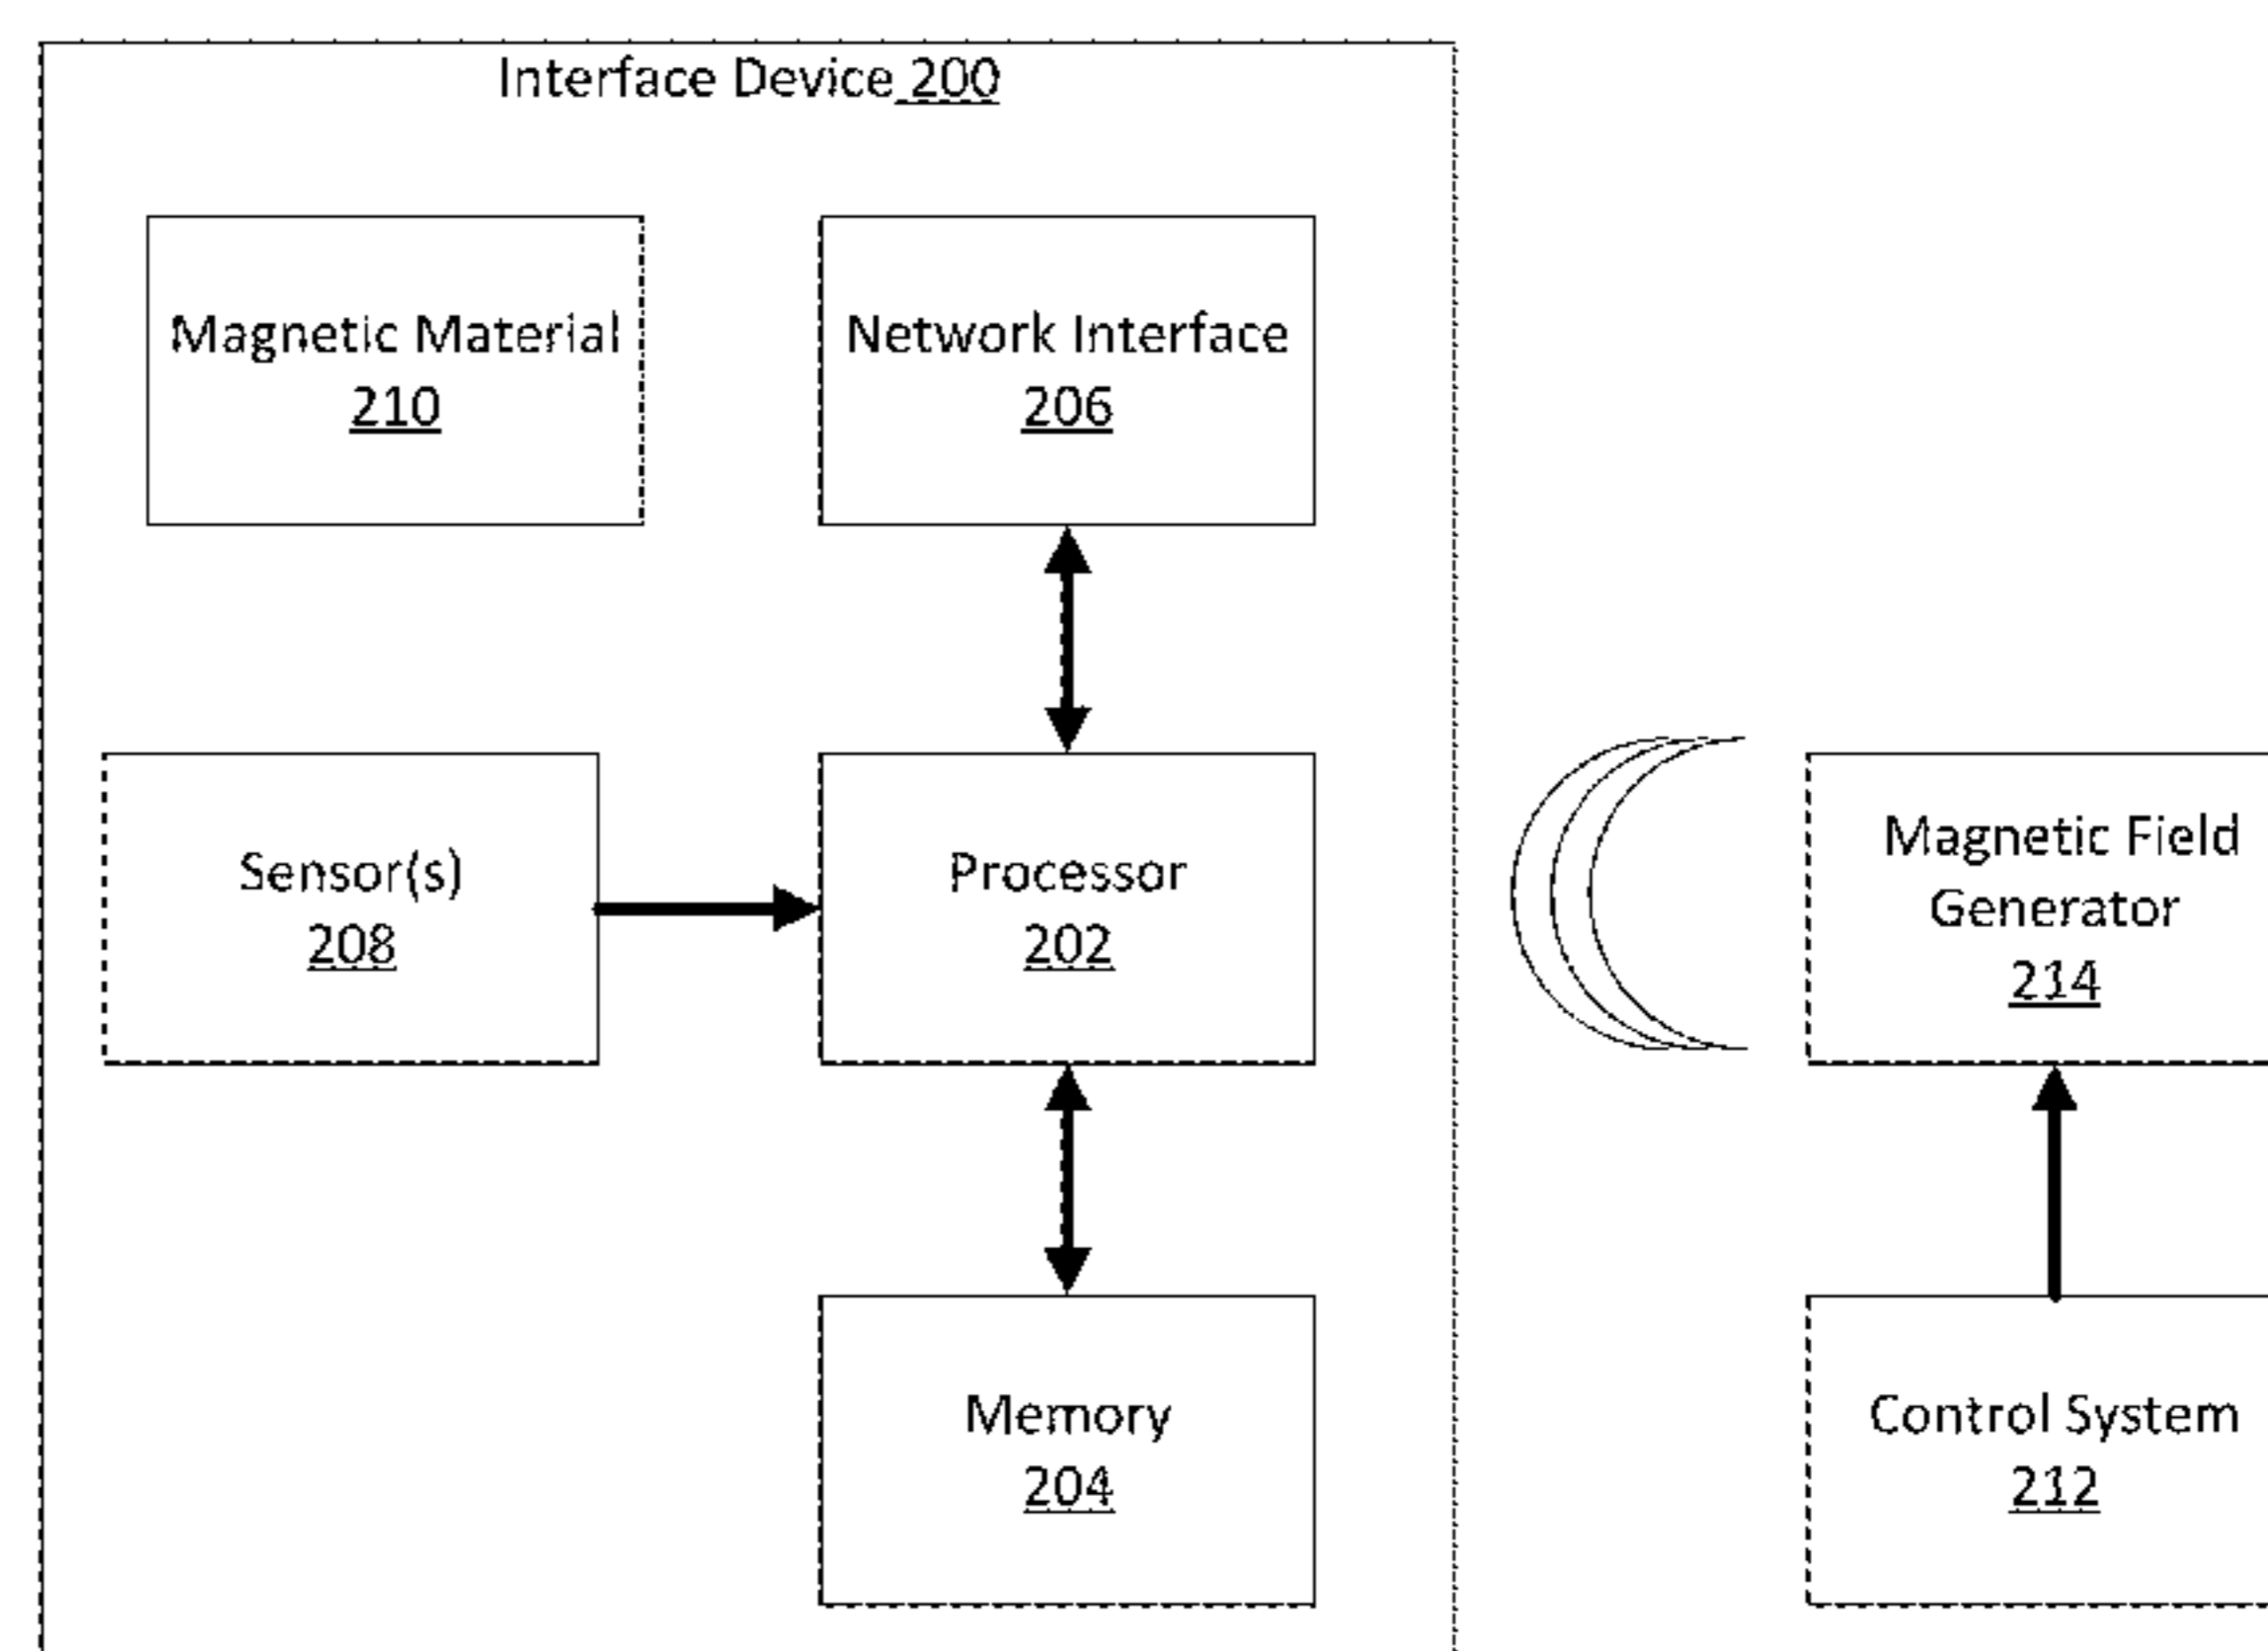 Interface Device 200
Magnetic Material
210
Network Interface
206
Sensor(s)
208
Processor
202
Magnetic Field
Generator
214
Memory
204
Control System
212